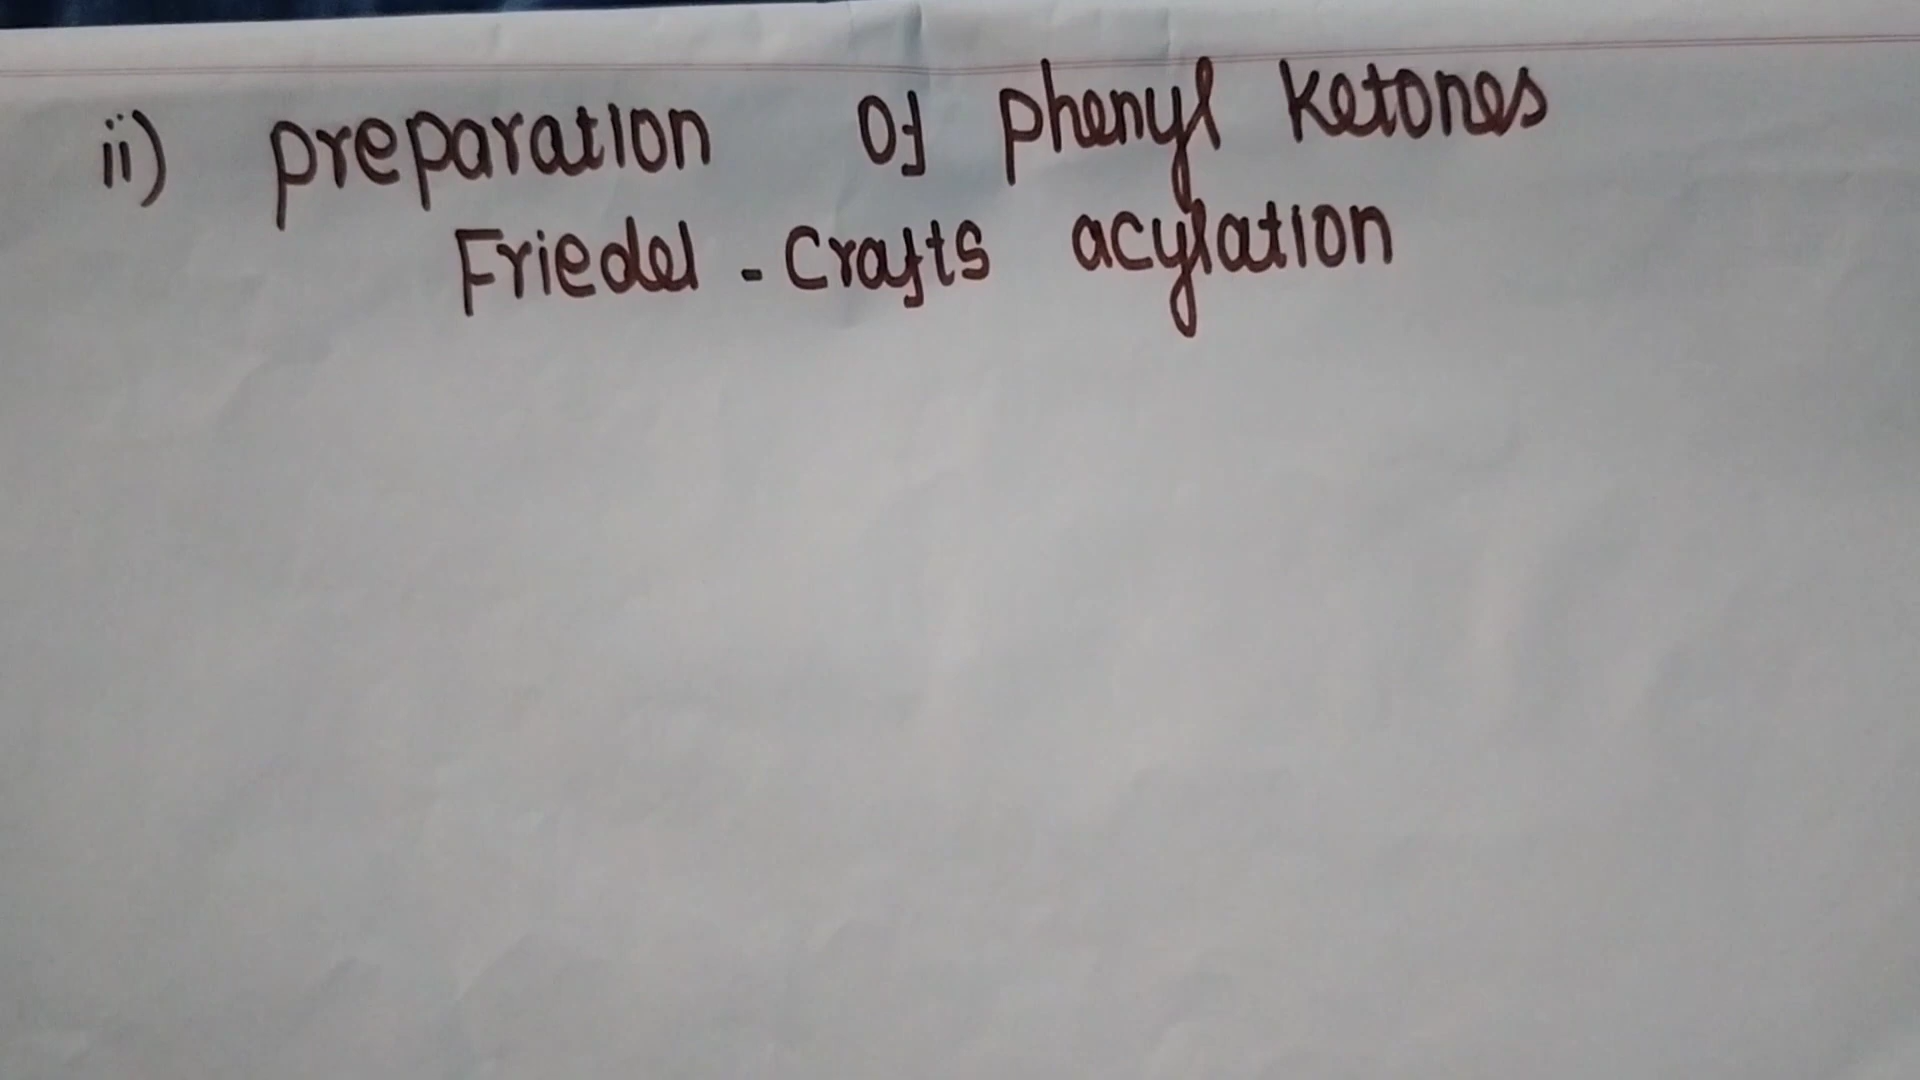 ii) preparation Of phenyl ketones
Friedel - Crafts acylation